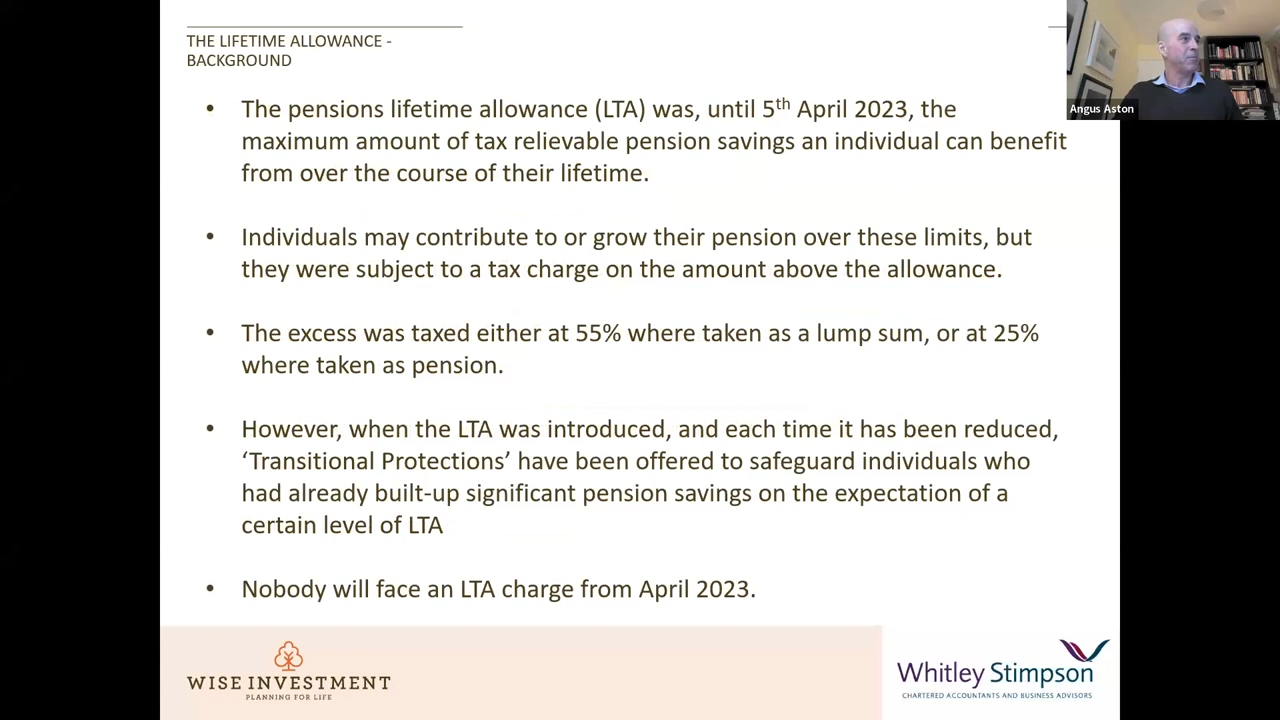 THE LIFETIME ALLOWANCE -
BACKGROUND
Angus Aston
• The pensions lifetime allowance (LTA) was, until 5th April 2023, the
maximum amount of tax relievable pension savings an individual can benefit
from over the course of their lifetime.
• Individuals may contribute to or grow their pension over these limits, but
they were subject to a tax charge on the amount above the allowance.
• The excess was taxed either at 55% where taken as a lump sum, or at 25%
where taken as pension.
• However, when the LTA was introduced, and each time it has been reduced,
‘Transitional Protections’ have been offered to safeguard individuals who
had already built-up significant pension savings on the expectation of a
certain level of LTA
• Nobody will face an LTA charge from April 2023.
WISE INVESTMENT
PLANNING FOR LIFE
Whitley Stimpson
CHARTERED ACCOUNTANTS AND BUSINESS ADVISORS